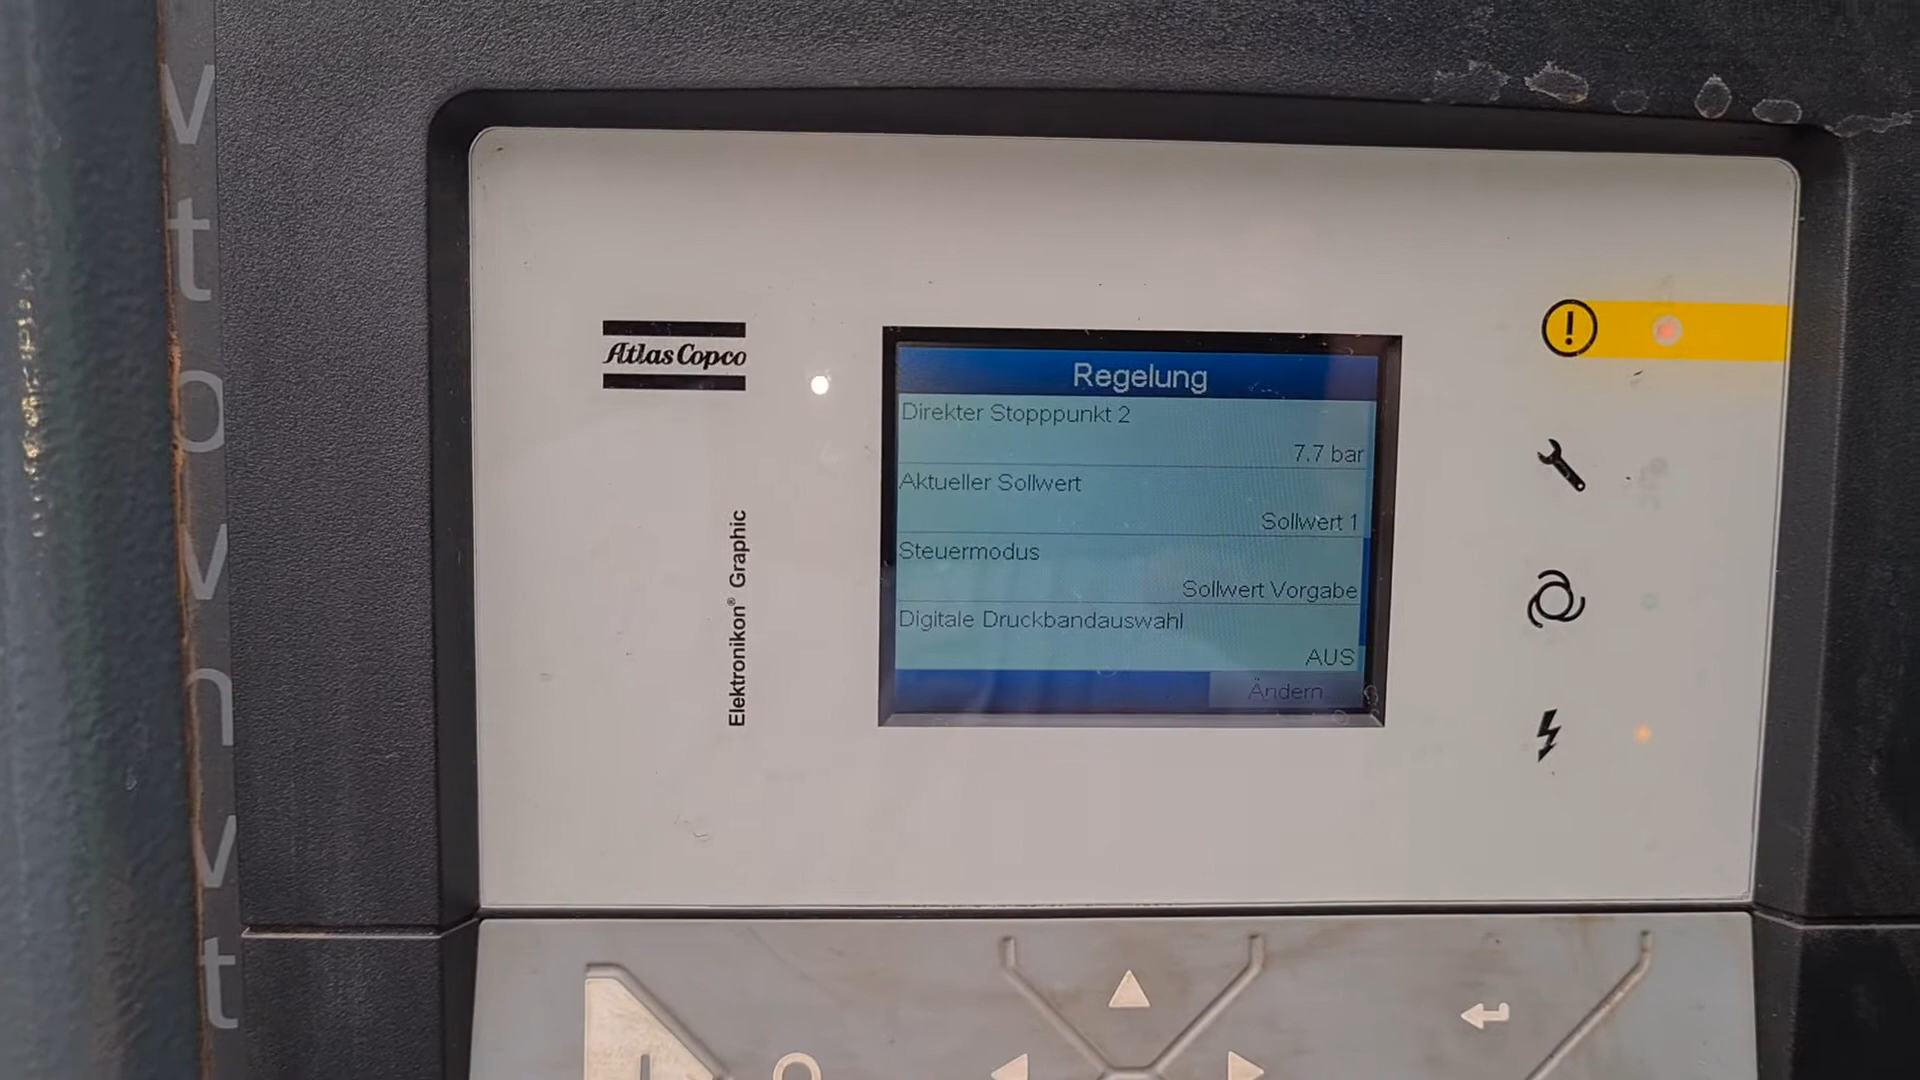 Atlas Copco
Elektronikon® Graphic
Regelung
Direkter Stopppunkt 2
7.7 bar
Aktueller Sollwert
Sollwert 1
Steuermodus
Sollwert Vorgabe
Digitale Druckbandauswahl
AUS
Ändern
vtovnvt